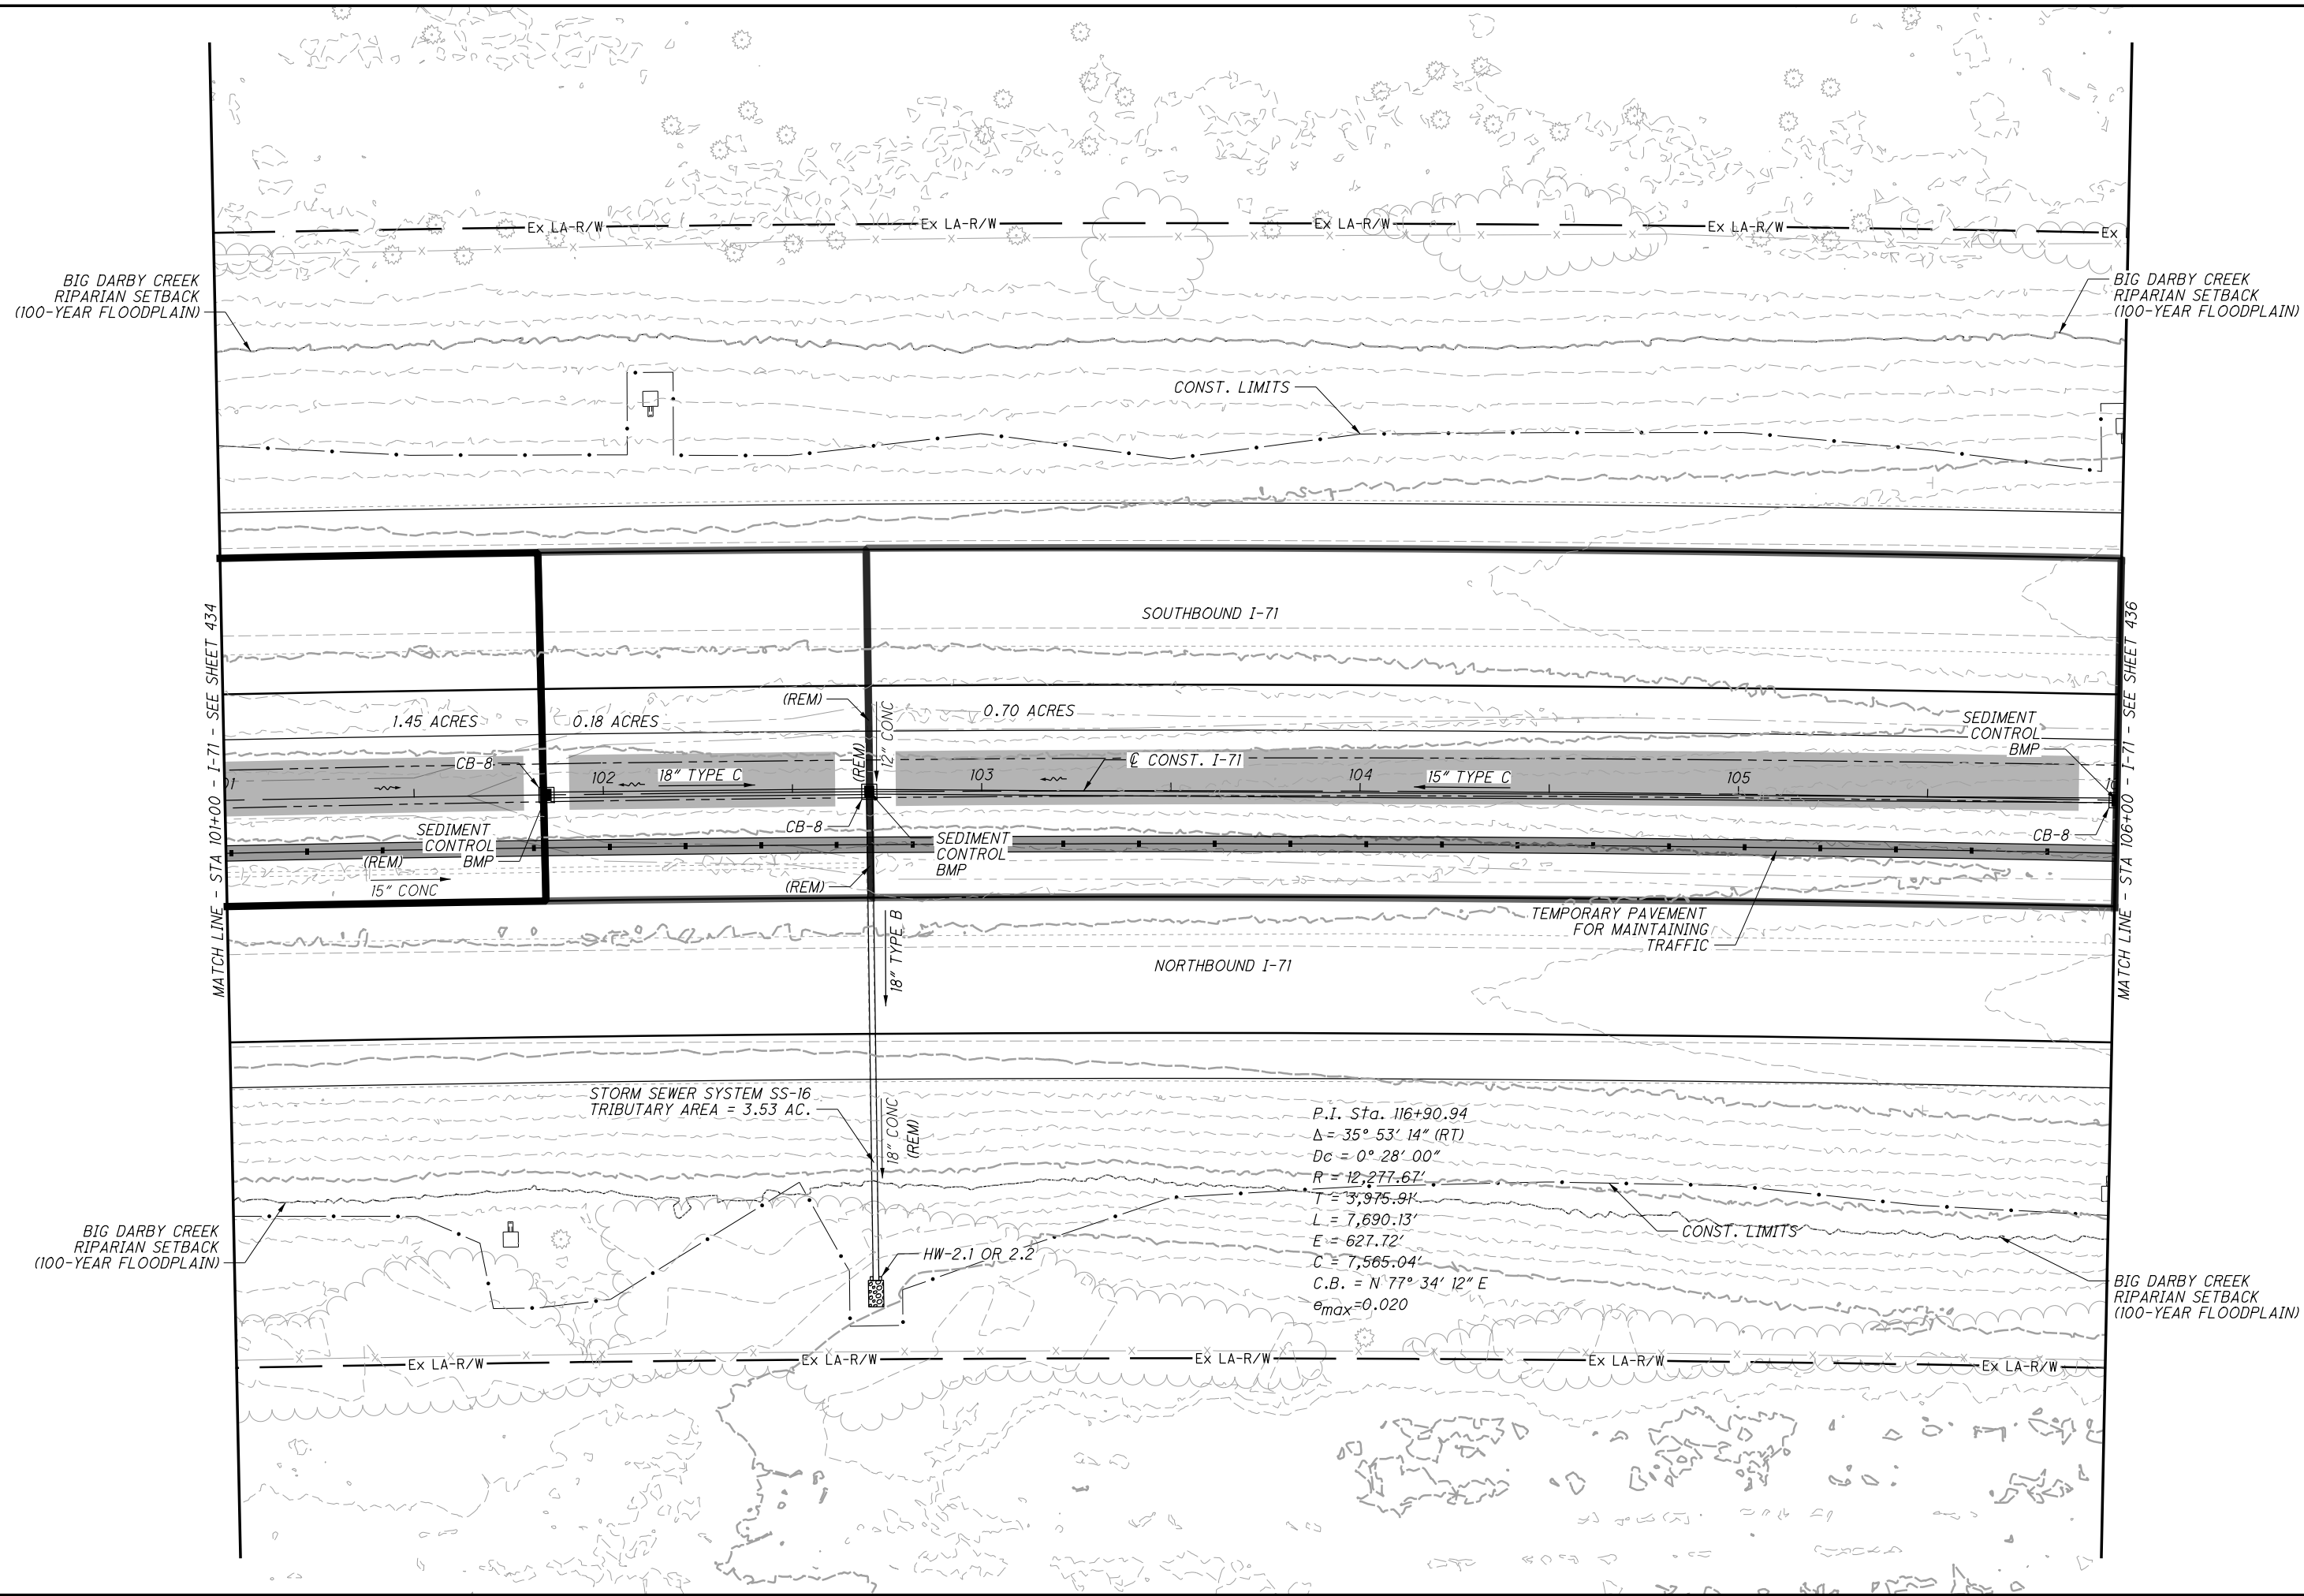 Ex LA-R/W
Ex LA-R/W
Ex LA-R/W
Ex LA-R/W
Ex
BIG DARBY CREEK
RIPARIAN SETBACK
(100-YEAR FLOODPLAIN)
BIG DARBY CREEK
RIPARIAN SETBACK
(100-YEAR FLOODPLAIN)
CONST. LIMITS
MATCH LINE - STA 101+00 - I-71 - SEE SHEET 434
MATCH LINE - STA 106+00 - I-71 - SEE SHEET 436
SOUTHBOUND I-71
(REM)
12" CONC
(REM)
1.45 ACRES
0.18 ACRES
0.70 ACRES
SEDIMENT
CONTROL
BMP
CB-8
℄ CONST. I-71
01
102
18" TYPE C
103
104
15" TYPE C
105
CB-8
SEDIMENT
CONTROL
BMP
(REM)
15" CONC
SEDIMENT
CONTROL
BMP
CB-8
(REM)
18" TYPE B
TEMPORARY PAVEMENT
FOR MAINTAINING
TRAFFIC
NORTHBOUND I-71
STORM SEWER SYSTEM SS-16
TRIBUTARY AREA = 3.53 AC.
18" CONC
(REM)
P.I. Sta. 116+90.94
Δ = 35° 53' 14" (RT)
Dc = 0° 28' 00"
R = 12,277.67'
T = 3,975.91'
L = 7,690.13'
E = 627.72'
C = 7,565.04'
C.B. = N 77° 34' 12" E
emax=0.020
CONST. LIMITS
HW-2.1 OR 2.2
BIG DARBY CREEK
RIPARIAN SETBACK
(100-YEAR FLOODPLAIN)
BIG DARBY CREEK
RIPARIAN SETBACK
(100-YEAR FLOODPLAIN)
Ex LA-R/W
Ex LA-R/W
Ex LA-R/W
Ex LA-R/W
Ex LA-R/W